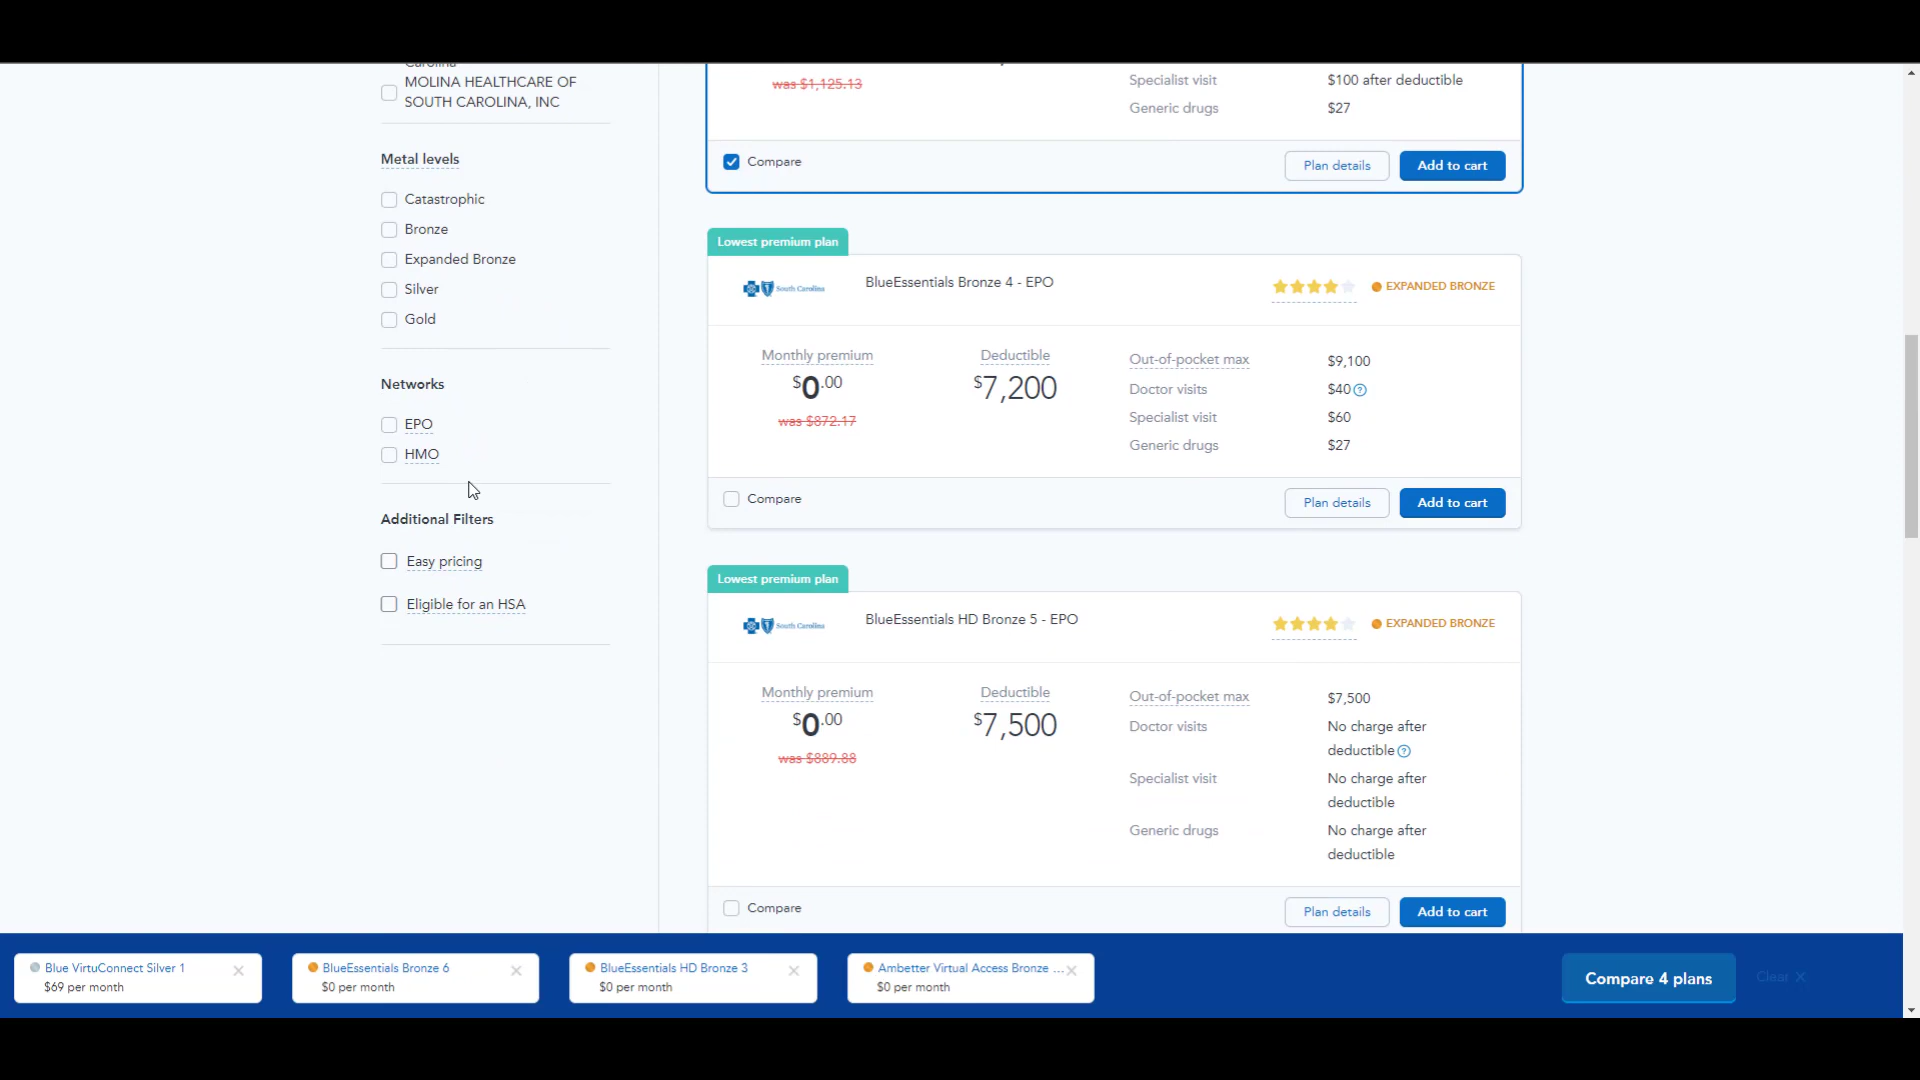 MOLINA HEALTHCARE OF
SOUTH CAROLINA, INC
Metal levels
Catastrophic
Bronze
Expanded Bronze
Silver
Gold
Networks
EPO
HMO
Additional Filters
Easy pricing
Eligible for an HSA
was $1,125.13
Specialist visit $100 after deductible
Generic drugs $27
Compare Plan details Add to cart
Lowest premium plan
South Carolina BlueEssentials Bronze 4 - EPO EXPANDED BRONZE
Monthly premium Deductible Out-of-pocket max $9,100
$0.00 $7,200 Doctor visits $40
was $872.17 Specialist visit $60
Generic drugs $27
Compare Plan details Add to cart
Lowest premium plan
South Carolina BlueEssentials HD Bronze 5 - EPO EXPANDED BRONZE
Monthly premium Deductible Out-of-pocket max $7,500
$0.00 $7,500 Doctor visits No charge after
deductible
was $889.88
Specialist visit No charge after
deductible
Generic drugs No charge after
deductible
Compare Plan details Add to cart
Blue VirtuConnect Silver 1
$69 per month
BlueEssentials Bronze 6
$0 per month
BlueEssentials HD Bronze 3
$0 per month
Ambetter Virtual Access Bronze ...
$0 per month
Compare 4 plans
Clear